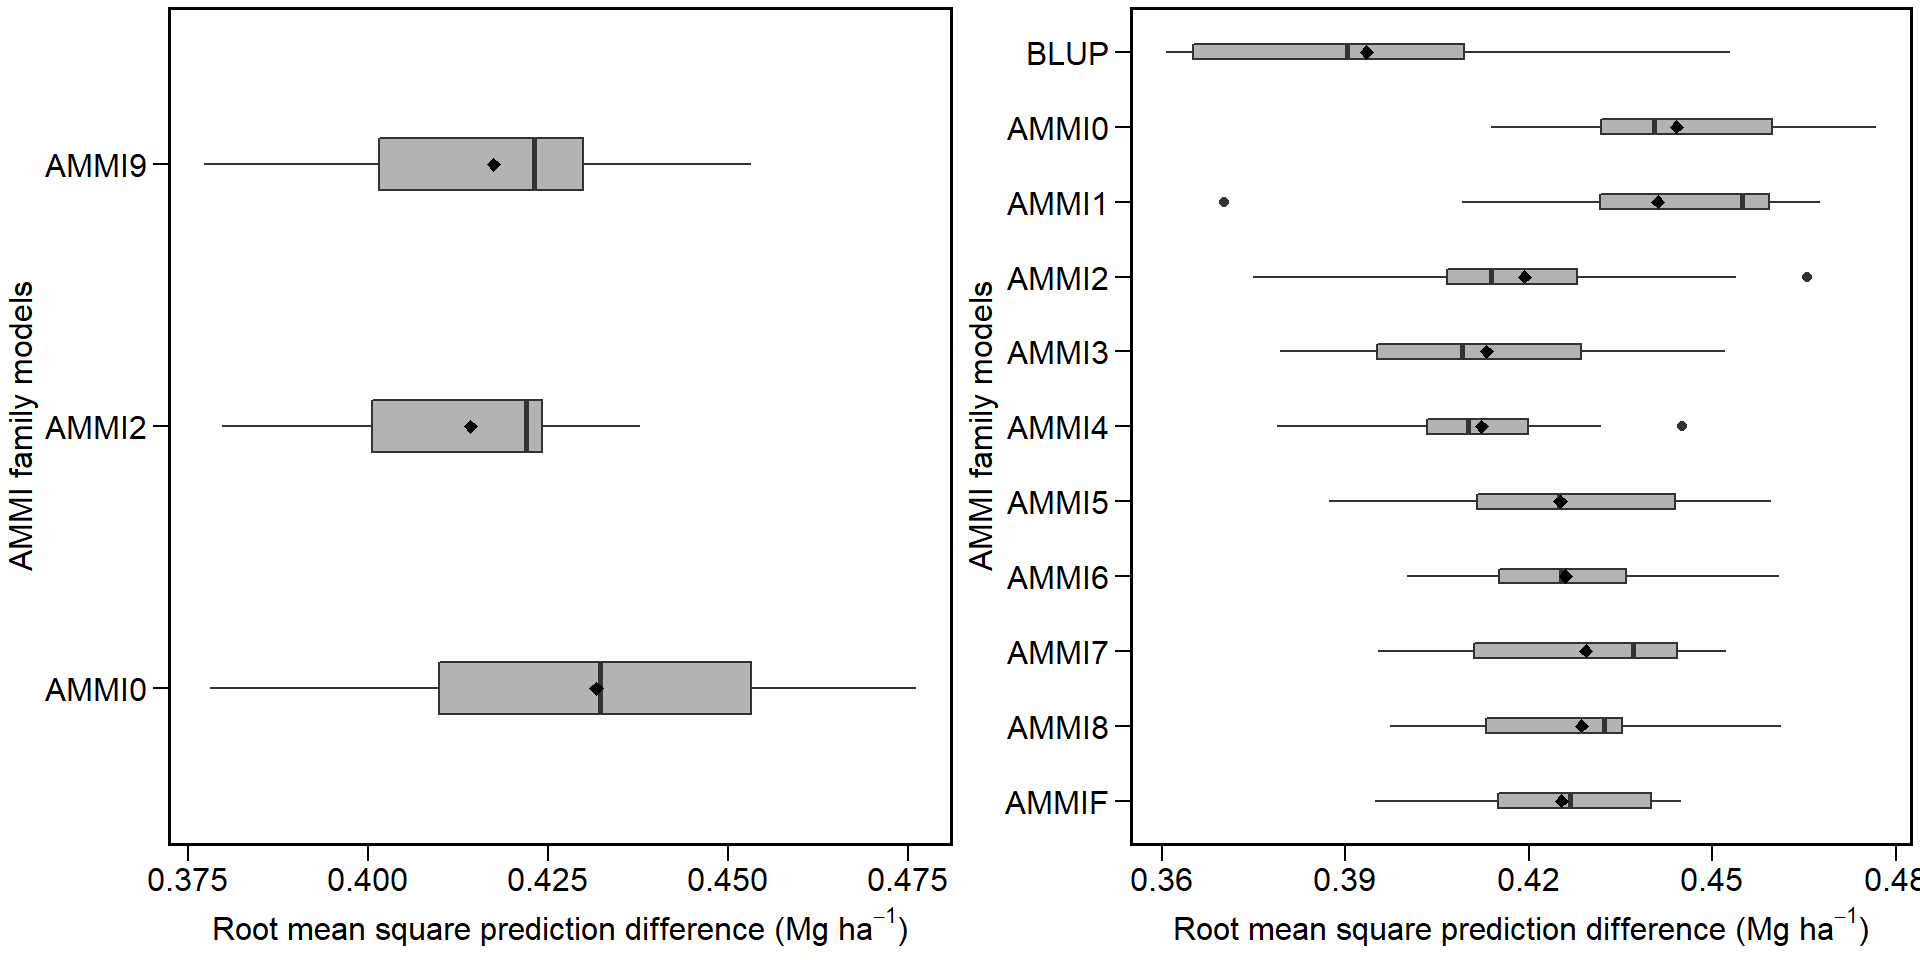 AMMI family models
AMMI9
AMMI2
AMMI0
0.375 0.400 0.425 0.450 0.475
Root mean square prediction difference (Mg ha⁻¹)
AMMI family models
BLUP
AMMI0
AMMI1
AMMI2
AMMI3
AMMI4
AMMI5
AMMI6
AMMI7
AMMI8
AMMIF
0.36 0.39 0.42 0.45 0.48
Root mean square prediction difference (Mg ha⁻¹)